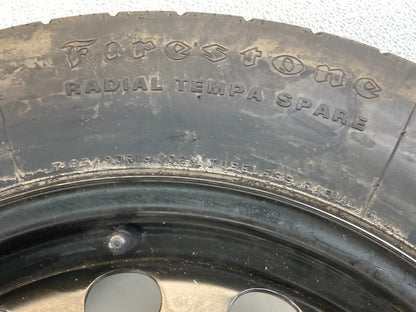 Firestone
RADIAL TEMPA SPARE
TUBELESS RADIAL